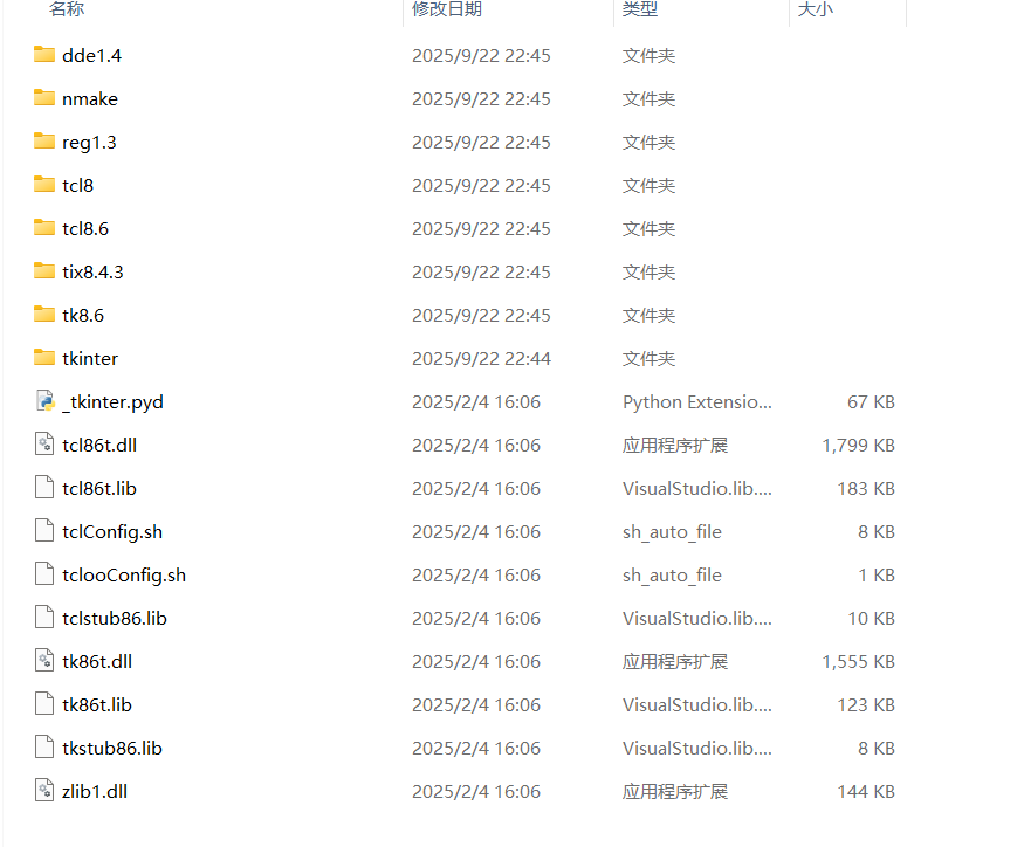 名称 修改日期 类型 大小
dde1.4 2025/9/22 22:45 文件夹
nmake 2025/9/22 22:45 文件夹
reg1.3 2025/9/22 22:45 文件夹
tcl8 2025/9/22 22:45 文件夹
tcl8.6 2025/9/22 22:45 文件夹
tix8.4.3 2025/9/22 22:45 文件夹
tk8.6 2025/9/22 22:45 文件夹
tkinter 2025/9/22 22:44 文件夹
_tkinter.pyd 2025/2/4 16:06 Python Extensio... 67 KB
tcl86t.dll 2025/2/4 16:06 应用程序扩展 1,799 KB
tcl86t.lib 2025/2/4 16:06 VisualStudio.lib.... 183 KB
tclConfig.sh 2025/2/4 16:06 sh_auto_file 8 KB
tclooConfig.sh 2025/2/4 16:06 sh_auto_file 1 KB
tclstub86.lib 2025/2/4 16:06 VisualStudio.lib.... 10 KB
tk86t.dll 2025/2/4 16:06 应用程序扩展 1,555 KB
tk86t.lib 2025/2/4 16:06 VisualStudio.lib.... 123 KB
tkstub86.lib 2025/2/4 16:06 VisualStudio.lib.... 8 KB
zlib1.dll 2025/2/4 16:06 应用程序扩展 144 KB